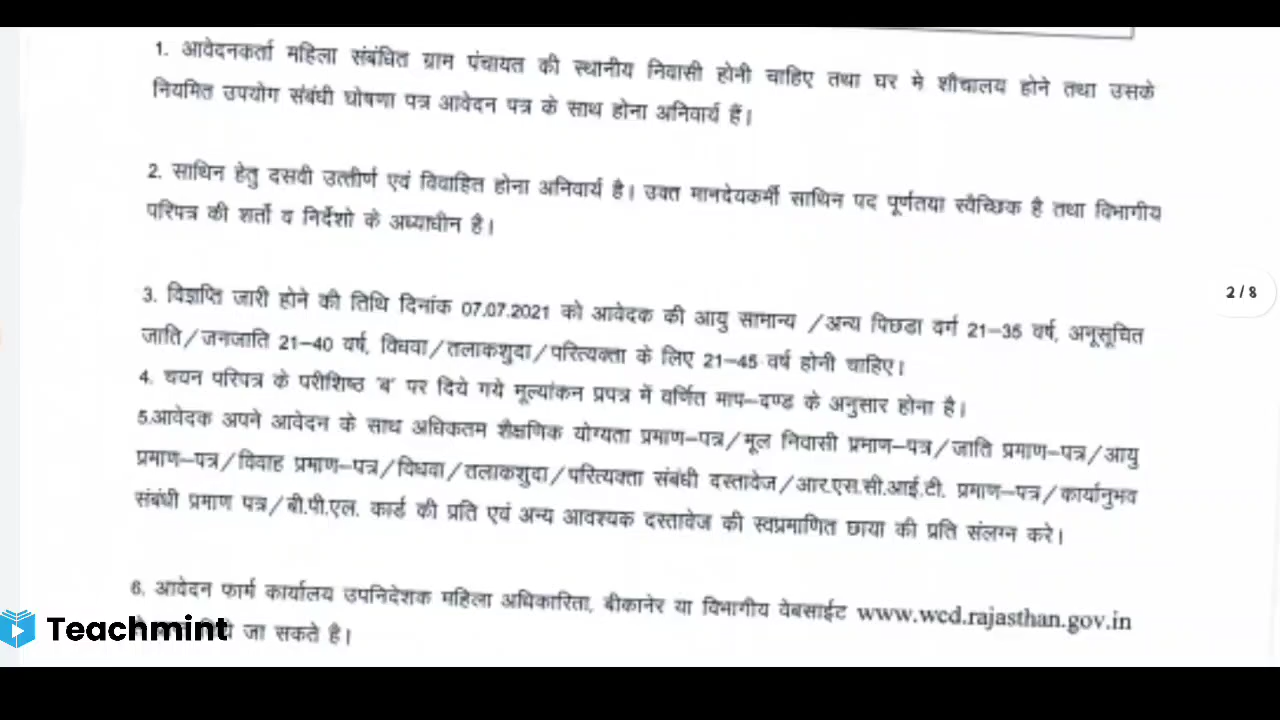 1. आवेदनकर्ता महिला संबंधित ग्राम पंचायत की स्थानीय निवासी होनी चाहिए तथा घर मे शौचालय होने तथा उसके
नियमित उपयोग संबंधी घोषणा पत्र आवेदन पत्र के साथ होना अनिवार्य हैं।
2. साथिन हेतु दसवी उत्तीर्ण एवं विवाहित होना अनिवार्य है। उक्त मानदेयकर्मी साथिन पद पूर्णतया स्वैच्छिक है तथा विभागीय
परिपत्र की शर्तो व निर्देशो के अध्याधीन है।
3. विज्ञप्ति जारी होने की तिथि दिनांक 07.07.2021 को आवेदक की आयु सामान्य /अन्य पिछडा वर्ग 21–35 वर्ष, अनूसूचित
जाति/जनजाति 21–40 वर्ष, विधवा/तलाकशुदा/परित्यक्ता के लिए 21–45 वर्ष होनी चाहिए।
4. चयन परिपत्र के परीशिष्ठ 'ब' पर दिये गये मूल्यांकन प्रपत्र में वर्णित माप–दण्ड के अनुसार होना है।
5.आवेदक अपने आवेदन के साथ अधिकतम शैक्षणिक योग्यता प्रमाण–पत्र/मूल निवासी प्रमाण–पत्र/जाति प्रमाण–पत्र/आयु
प्रमाण–पत्र/विवाह प्रमाण–पत्र/विधवा/तलाकशुदा/परित्यक्ता संबंधी दस्तावेज/आर.एस.सी.आई.टी. प्रमाण–पत्र/कार्यानुभव
संबंधी प्रमाण पत्र/बी.पी.एल. कार्ड की प्रति एवं अन्य आवश्यक दस्तावेज की स्वप्रमाणित छाया की प्रति संलग्न करे।
6. आवेदन फार्म कार्यालय उपनिदेशक महिला अधिकारिता, बीकानेर या विभागीय वेबसाईट www.wcd.rajasthan.gov.in
जा सकते है।
2 / 8
Teachmint